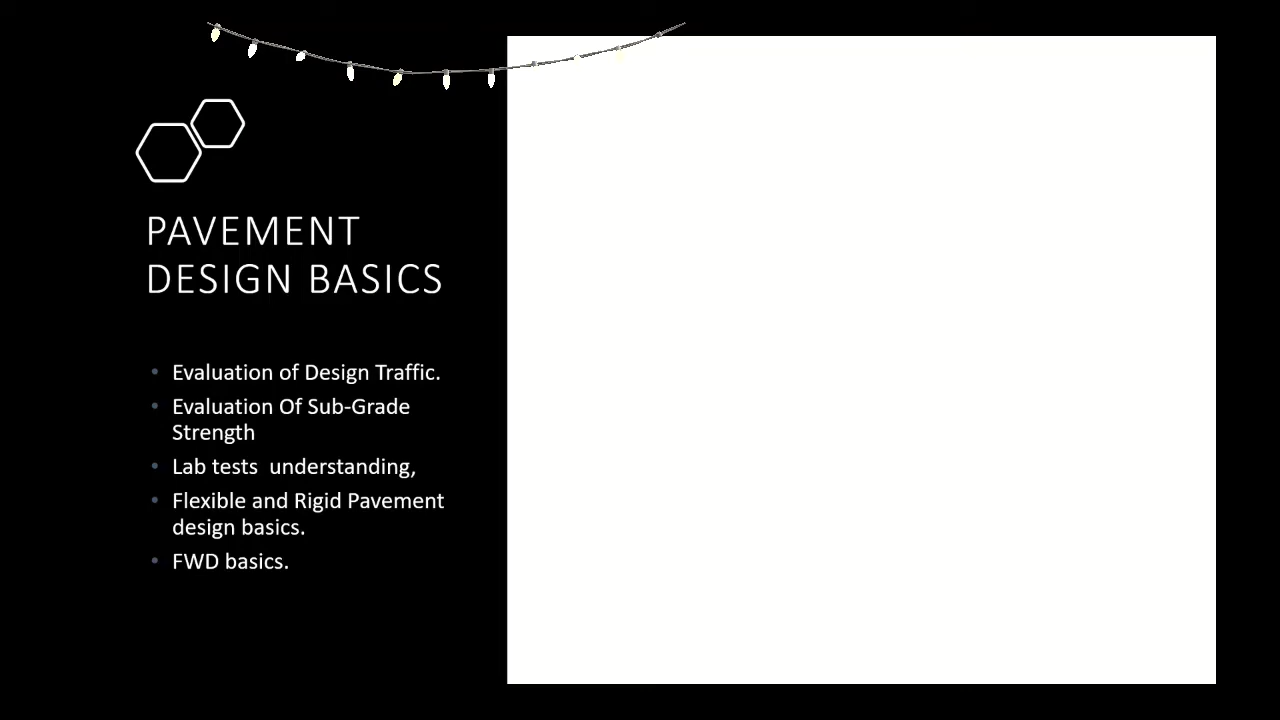 PAVEMENT
DESIGN BASICS
• Evaluation of Design Traffic.
• Evaluation Of Sub-Grade
Strength
• Lab tests  understanding,
• Flexible and Rigid Pavement
design basics.
• FWD basics.